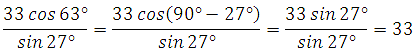 33 cos 63° / sin 27° = 33 cos(90° − 27°) / sin 27° = 33 sin 27° / sin 27° = 33